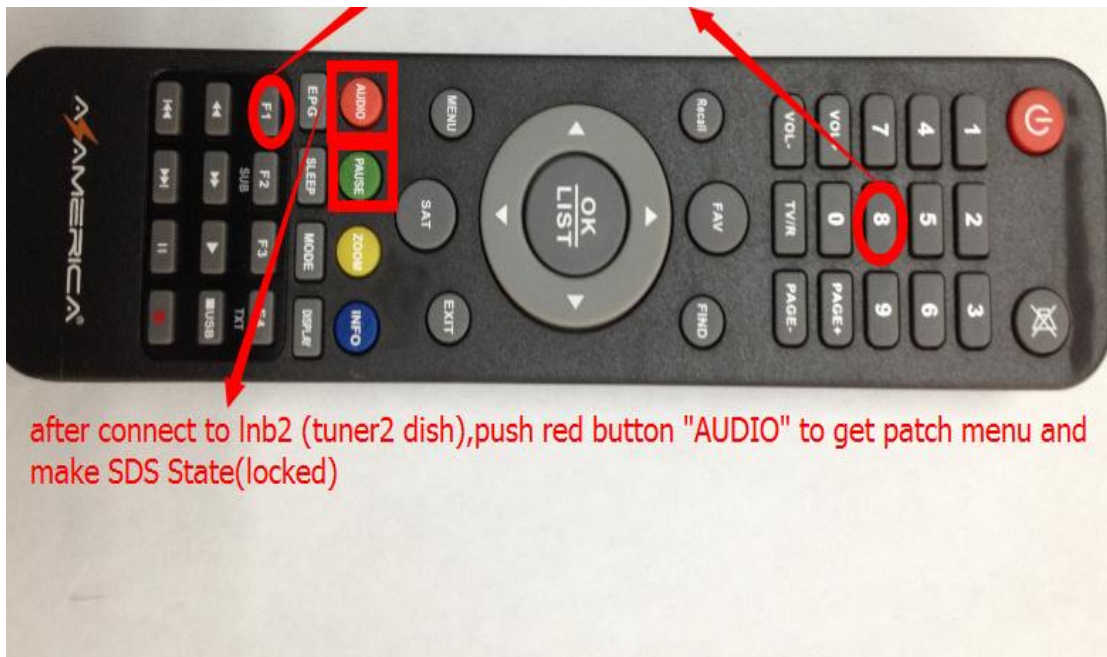 1
2
3
4
5
6
7
8
9
VOL+
0
PAGE+
VOL-
TV/R
PAGE-
Recall
FAV
FIND
OK
LIST
MENU
SAT
EXIT
AUDIO
PAUSE
ZOOM
INFO
EPG
SLEEP
MODE
DISPLAY
F1
F2
F3
F4
SUB
TXT
USB
AZAMERICA®
after connect to lnb2 (tuner2 dish),push red button "AUDIO" to get patch menu and
make SDS State(locked)